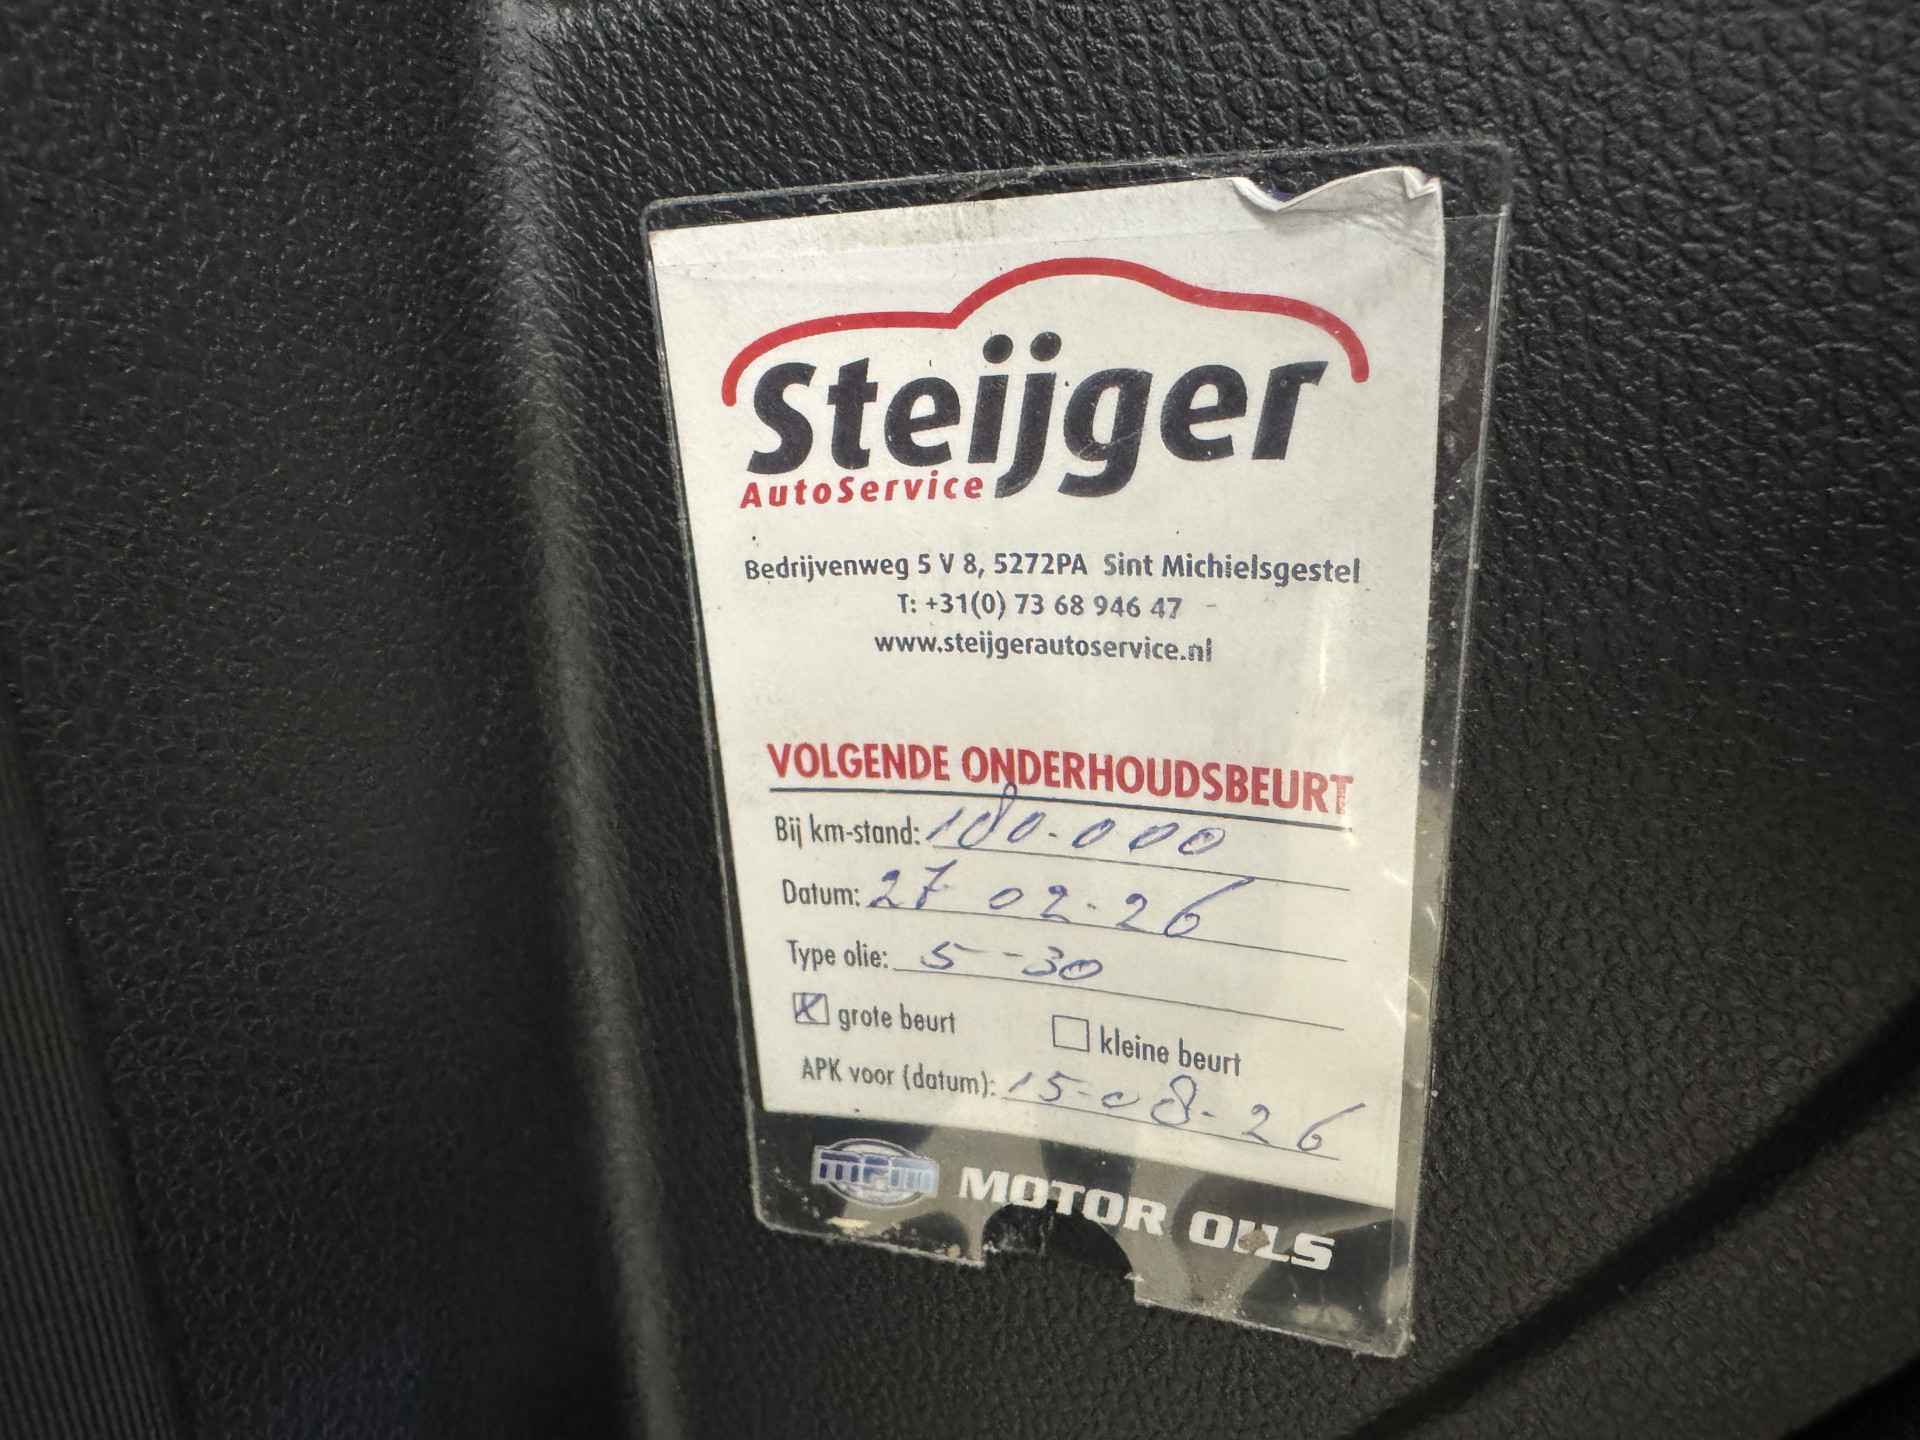 Steijger
AutoService
Bedrijvenweg 5 V 8, 5272PA Sint Michielsgestel
T: +31(0) 73 68 946 47
www.steijgerautoservice.nl
VOLGENDE ONDERHOUDSBEURT
Bij km-stand: 180.000
Datum: 27 02-26
Type olie: 5-30
grote beurt kleine beurt
APK voor (datum): 15-08-26
mpm MOTOR OILS